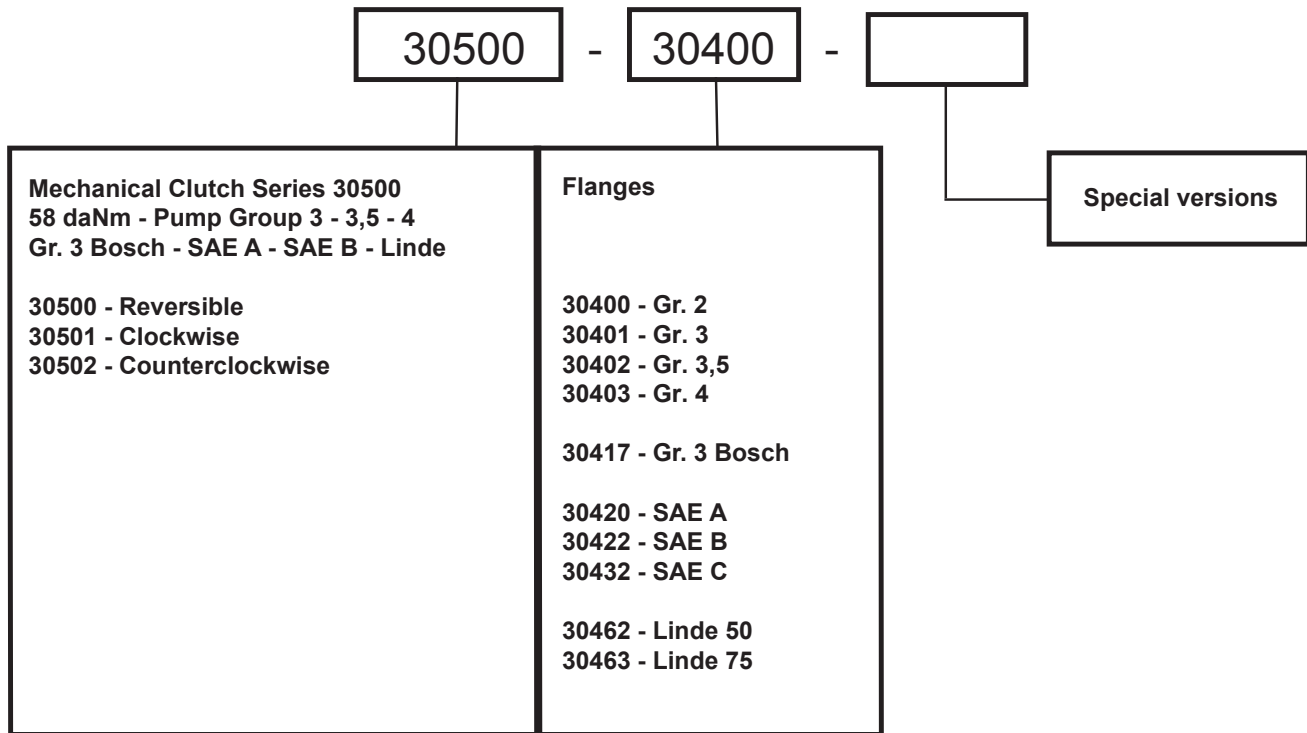 30500 - 30400 -
Mechanical Clutch Series 30500
58 daNm - Pump Group 3 - 3,5 - 4
Gr. 3 Bosch - SAE A - SAE B - Linde
30500 - Reversible
30501 - Clockwise
30502 - Counterclockwise
Flanges
30400 - Gr. 2
30401 - Gr. 3
30402 - Gr. 3,5
30403 - Gr. 4
30417 - Gr. 3 Bosch
30420 - SAE A
30422 - SAE B
30432 - SAE C
30462 - Linde 50
30463 - Linde 75
Special versions